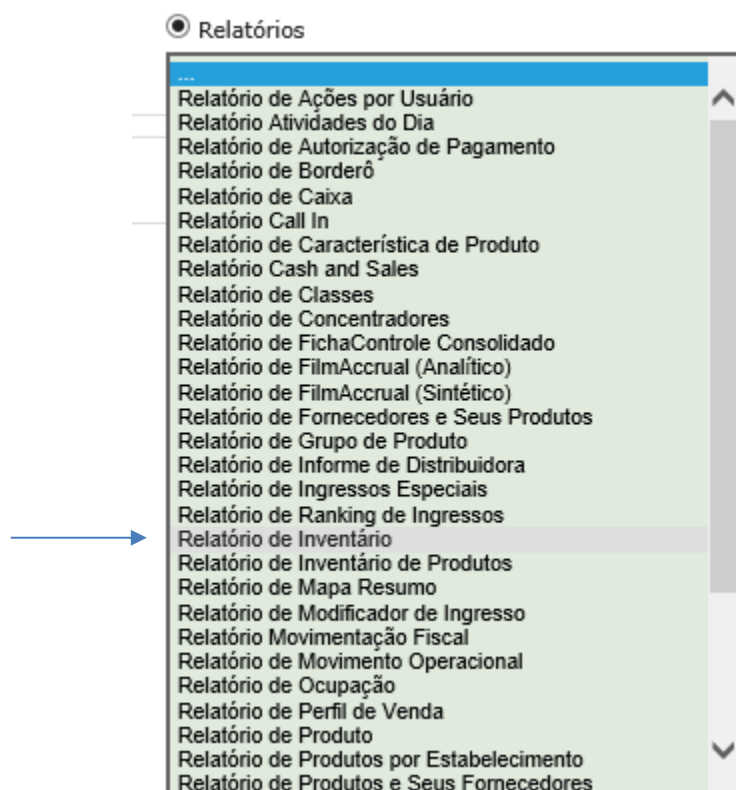 Relatórios
...
Relatório de Ações por Usuário
Relatório Atividades do Dia
Relatório de Autorização de Pagamento
Relatório de Borderô
Relatório de Caixa
Relatório Call In
Relatório de Característica de Produto
Relatório Cash and Sales
Relatório de Classes
Relatório de Concentradores
Relatório de FichaControle Consolidado
Relatório de FilmAccrual (Analítico)
Relatório de FilmAccrual (Sintético)
Relatório de Fornecedores e Seus Produtos
Relatório de Grupo de Produto
Relatório de Informe de Distribuidora
Relatório de Ingressos Especiais
Relatório de Ranking de Ingressos
Relatório de Inventário
Relatório de Inventário de Produtos
Relatório de Mapa Resumo
Relatório de Modificador de Ingresso
Relatório Movimentação Fiscal
Relatório de Movimento Operacional
Relatório de Ocupação
Relatório de Perfil de Venda
Relatório de Produto
Relatório de Produtos por Estabelecimento
Relatório de Produtos e Seus Fornecedores